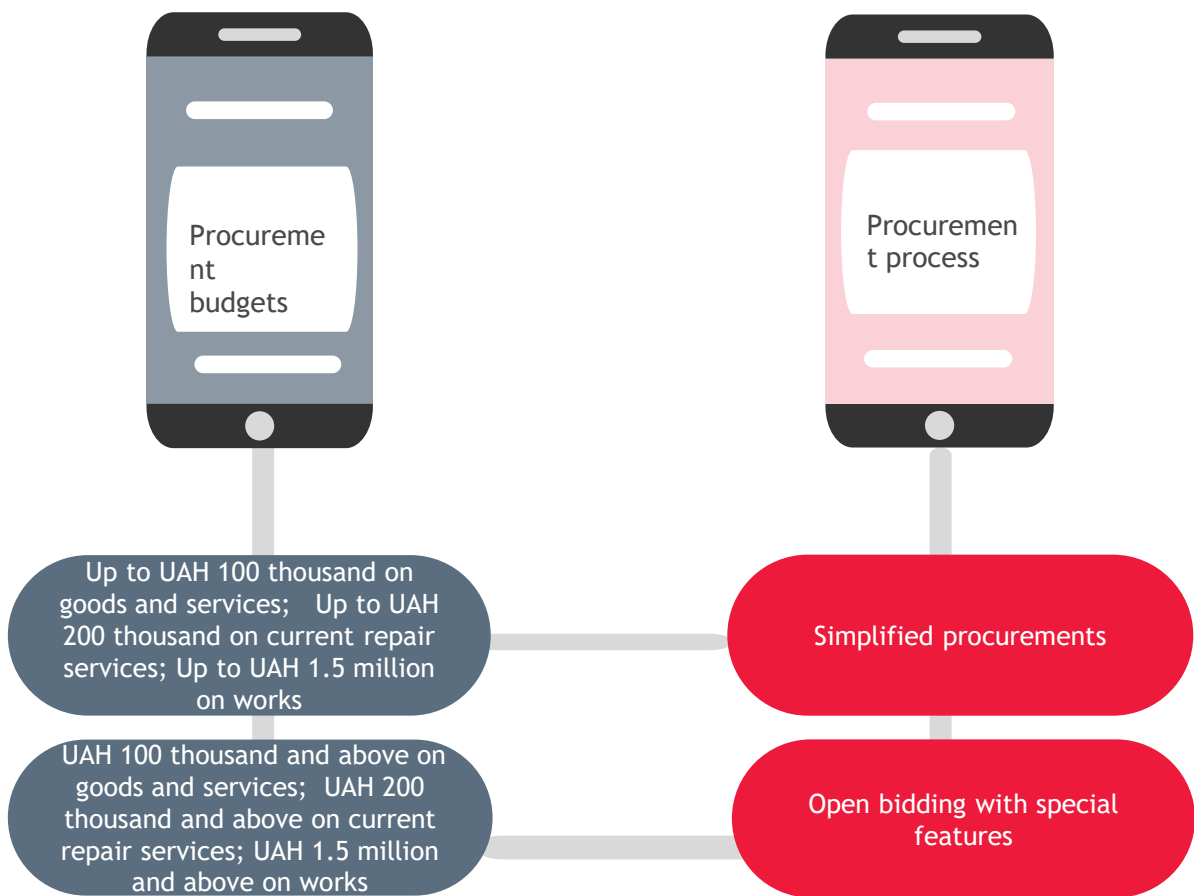 Procureme
nt
budgets
Procuremen
t process
Up to UAH 100 thousand on
goods and services;   Up to UAH
200 thousand on current repair
services; Up to UAH 1.5 million
on works
Simplified procurements
UAH 100 thousand and above on
goods and services;  UAH 200
thousand and above on current
repair services; UAH 1.5 million
and above on works
Open bidding with special
features